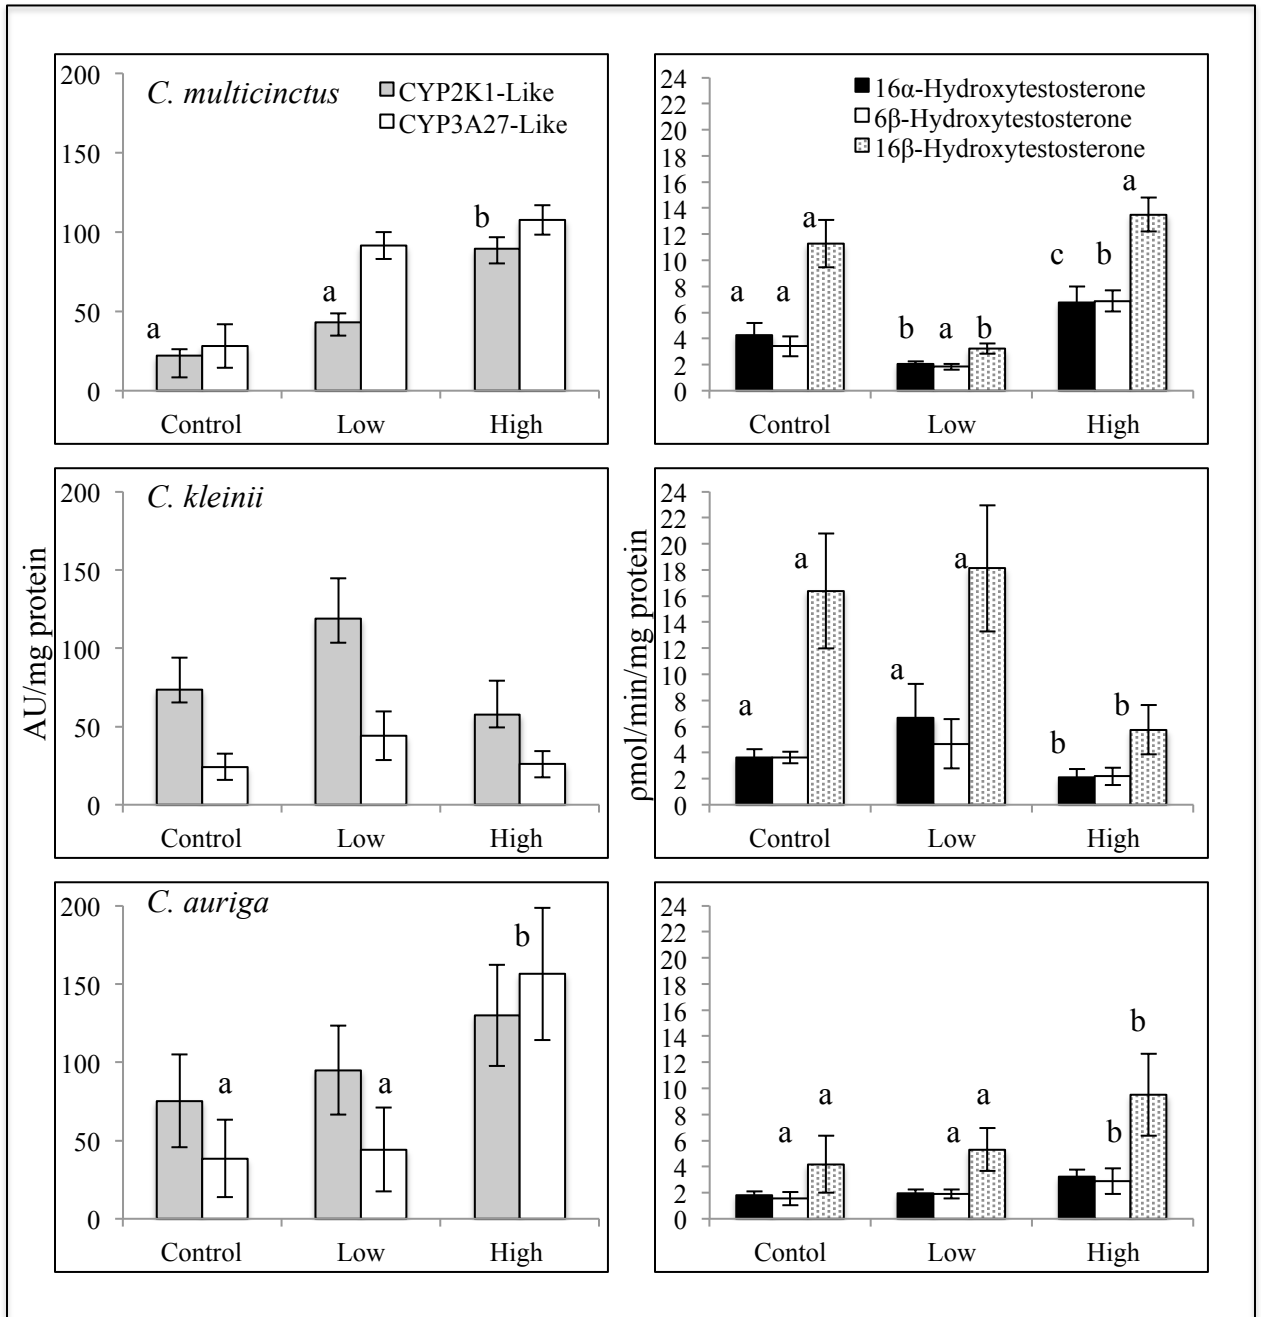 C. multicinctus
CYP2K1-Like
CYP3A27-Like
200
150
100
50
0
a
a
b
Control Low High
16α-Hydroxytestosterone
6β-Hydroxytestosterone
16β-Hydroxytestosterone
24
22
20
18
16
14
12
10
8
6
4
2
0
a a a
b a b
c b a
Control Low High
C. kleinii
AU/mg protein
200
150
100
50
0
Control Low High
ρmol/min/mg protein
24
22
20
18
16
14
12
10
8
6
4
2
0
a a
a a
b b
Control Low High
C. auriga
200
150
100
50
0
a
a
b
Control Low High
24
22
20
18
16
14
12
10
8
6
4
2
0
a a
a a
b b
Contol Low High